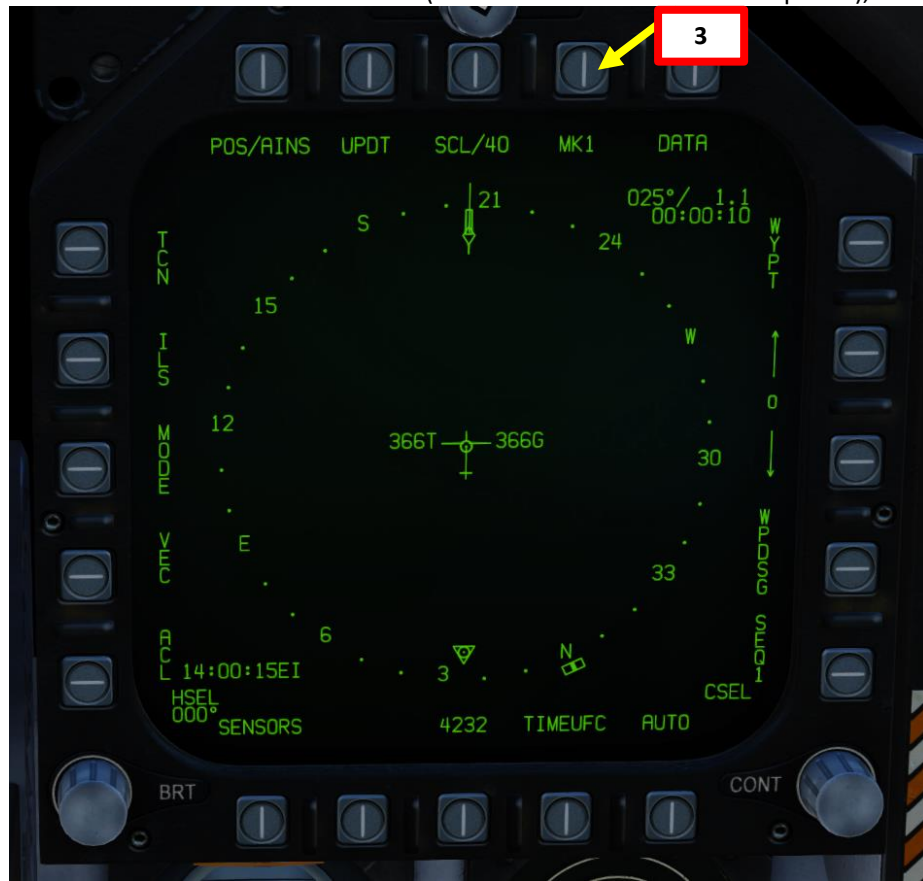 3
POS/AINS UPDT SCL/40 MK1 DATA
21
025°/ 1.1
00:00:10
S
24
TCN
WYPT
15
W
ILS
0
12
366T 366G
30
MODE
WPDSG
E
33
VEC
6
N
3
SEQ1
ACL
14:00:15EI
HSEL
000°
CSEL
SENSORS 4232 TIMEUFC AUTO
BRT
CONT